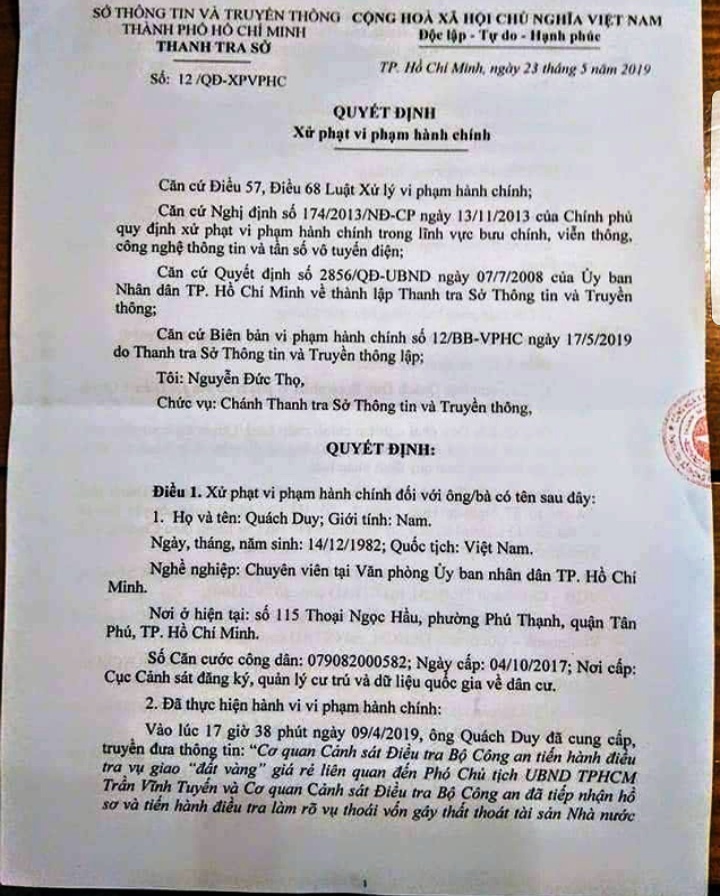 SỞ THÔNG TIN VÀ TRUYỀN THÔNG
THÀNH PHỐ HỒ CHÍ MINH
THANH TRA SỞ
Số: 12 /QĐ-XPVPHC
CỘNG HOÀ XÃ HỘI CHỦ NGHĨA VIỆT NAM
Độc lập - Tự do - Hạnh phúc
TP. Hồ Chí Minh, ngày 23 tháng 5 năm 2019
QUYẾT ĐỊNH
Xử phạt vi phạm hành chính
Căn cứ Điều 57, Điều 68 Luật Xử lý vi phạm hành chính;
Căn cứ Nghị định số 174/2013/NĐ-CP ngày 13/11/2013 của Chính phủ
quy định xử phạt vi phạm hành chính trong lĩnh vực bưu chính, viễn thông,
công nghệ thông tin và tần số vô tuyến điện;
Căn cứ Quyết định số 2856/QĐ-UBND ngày 07/7/2008 của Ủy ban
Nhân dân TP. Hồ Chí Minh về thành lập Thanh tra Sở Thông tin và Truyền
thông;
Căn cứ Biên bản vi phạm hành chính số 12/BB-VPHC ngày 17/5/2019
do Thanh tra Sở Thông tin và Truyền thông lập;
Tôi: Nguyễn Đức Thọ,
Chức vụ: Chánh Thanh tra Sở Thông tin và Truyền thông,
QUYẾT ĐỊNH:
Điều 1. Xử phạt vi phạm hành chính đối với ông/bà có tên sau đây:
1. Họ và tên: Quách Duy; Giới tính: Nam.
Ngày, tháng, năm sinh: 14/12/1982; Quốc tịch: Việt Nam.
Nghề nghiệp: Chuyên viên tại Văn phòng Ủy ban nhân dân TP. Hồ Chí
Minh.
Nơi ở hiện tại: số 115 Thoại Ngọc Hầu, phường Phú Thạnh, quận Tân
Phú, TP. Hồ Chí Minh.
Số Căn cước công dân: 079082000582; Ngày cấp: 04/10/2017; Nơi cấp:
Cục Cảnh sát đăng ký, quản lý cư trú và dữ liệu quốc gia về dân cư.
2. Đã thực hiện hành vi vi phạm hành chính:
Vào lúc 17 giờ 38 phút ngày 09/4/2019, ông Quách Duy đã cung cấp,
truyền đưa thông tin: “Cơ quan Cảnh sát Điều tra Bộ Công an tiến hành điều
tra vụ giao “đất vàng” giá rẻ liên quan đến Phó Chủ tịch UBND TPHCM
Trần Vĩnh Tuyến và Cơ quan Cảnh sát Điều tra Bộ Công an đã tiếp nhận hồ
sơ và tiến hành điều tra làm rõ vụ thoái vốn gây thất thoát tài sản Nhà nước
1